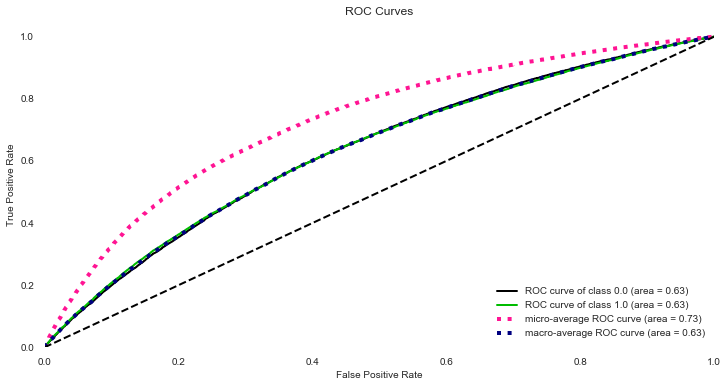 ROC Curves
True Positive Rate
1.0
0.8
0.6
0.4
0.2
0.0
0.0 0.2 0.4 0.6 0.8 1.0
False Positive Rate
ROC curve of class 0.0 (area = 0.63)
ROC curve of class 1.0 (area = 0.63)
micro-average ROC curve (area = 0.73)
macro-average ROC curve (area = 0.63)